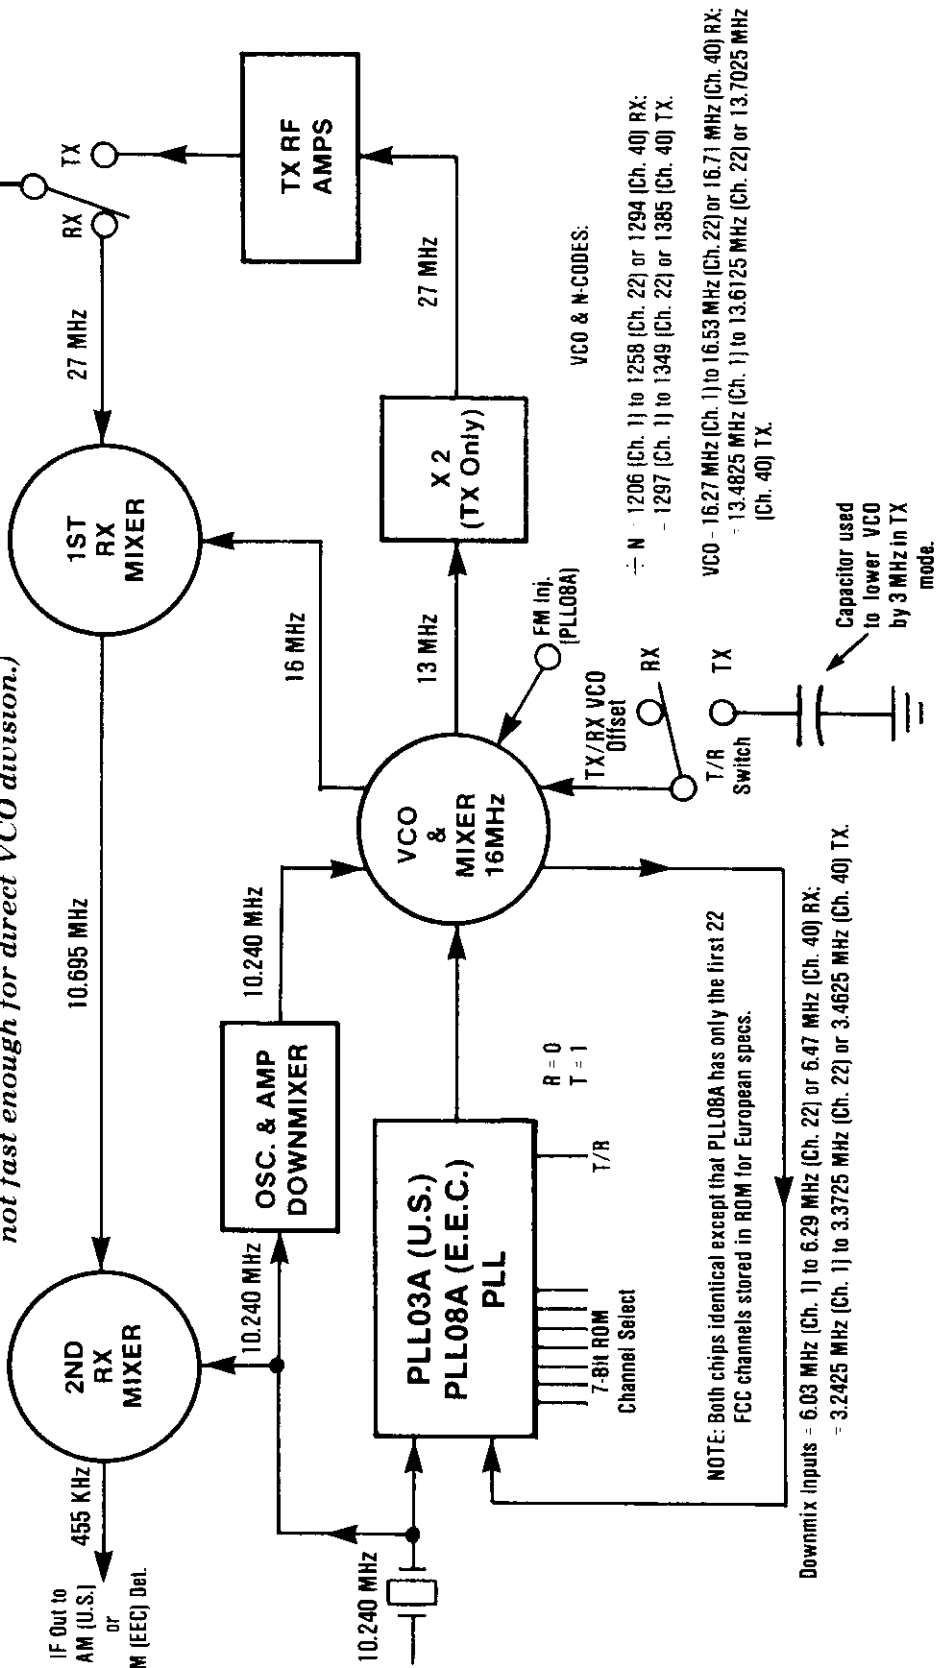 not fast enough for direct VCO division.)
IF Out to
AM (U.S.)
or
M (EEC) Det.
455 KHz
2ND
RX
MIXER
10.695 MHz
1ST
RX
MIXER
27 MHz
RX
TX
TX RF
AMPS
10.240 MHz
OSC. & AMP
DOWNMIXER
10.240 MHz
16 MHz
27 MHz
X 2
(TX Only)
13 MHz
10.240 MHz
PLL03A (U.S.)
PLL08A (E.E.C.)
PLL
VCO
&
MIXER
16MHz
FM Inj.
(PLL08A)
7-Bit ROM
Channel Select
T/R
R = 0
T = 1
TX/RX VCO
Offset
RX
T/R
Switch
TX
Capacitor used
to lower VCO
by 3 MHz in TX
mode.
VCO & N-CODES:
÷ N - 1206 (Ch. 1) to 1258 (Ch. 22) or 1294 (Ch. 40) RX;
- 1297 (Ch. 1) to 1349 (Ch. 22) or 1385 (Ch. 40) TX.
VCO - 16.27 MHz (Ch. 1) to 16.53 MHz (Ch. 22) or 16.71 MHz (Ch. 40) RX;
= 13.4825 MHz (Ch. 1) to 13.6125 MHz (Ch. 22) or 13.7025 MHz
(Ch. 40) TX.
NOTE: Both chips identical except that PLL08A has only the first 22
FCC channels stored in ROM for European specs.
Downmix Inputs = 6.03 MHz (Ch. 1) to 6.29 MHz (Ch. 22) or 6.47 MHz (Ch. 40) RX;
= 3.2425 MHz (Ch. 1) to 3.3725 MHz (Ch. 22) or 3.4625 MHz (Ch. 40) TX.